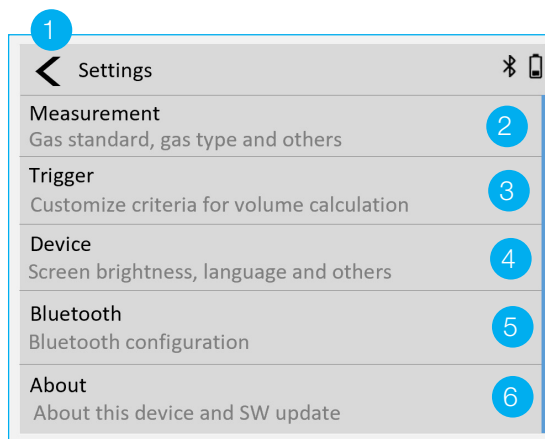 1
Settings
Measurement
Gas standard, gas type and others
2
Trigger
Customize criteria for volume calculation
3
Device
Screen brightness, language and others
4
Bluetooth
Bluetooth configuration
5
About
About this device and SW update
6